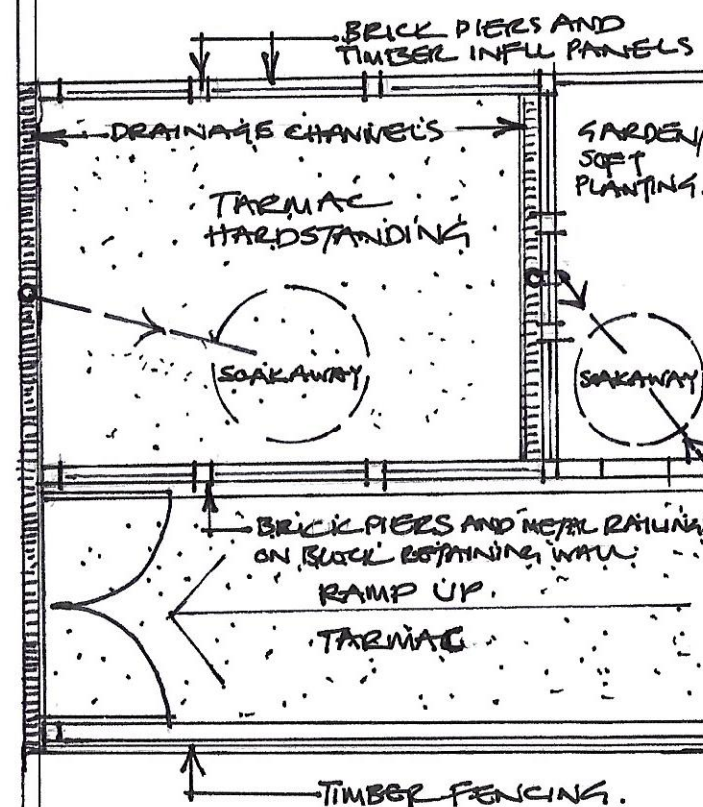 BRICK PIERS AND
TIMBER INFILL PANELS
DRAINAGE CHANNELS
GARDEN/
SOFT
PLANTING.
TARMAC
HARDSTANDING
SOAKAWAY
SOAKAWAY
BRICK PIERS AND METAL RAILING
ON BLOCK RETAINING WALL.
RAMP UP.
TARMAC
TIMBER FENCING.